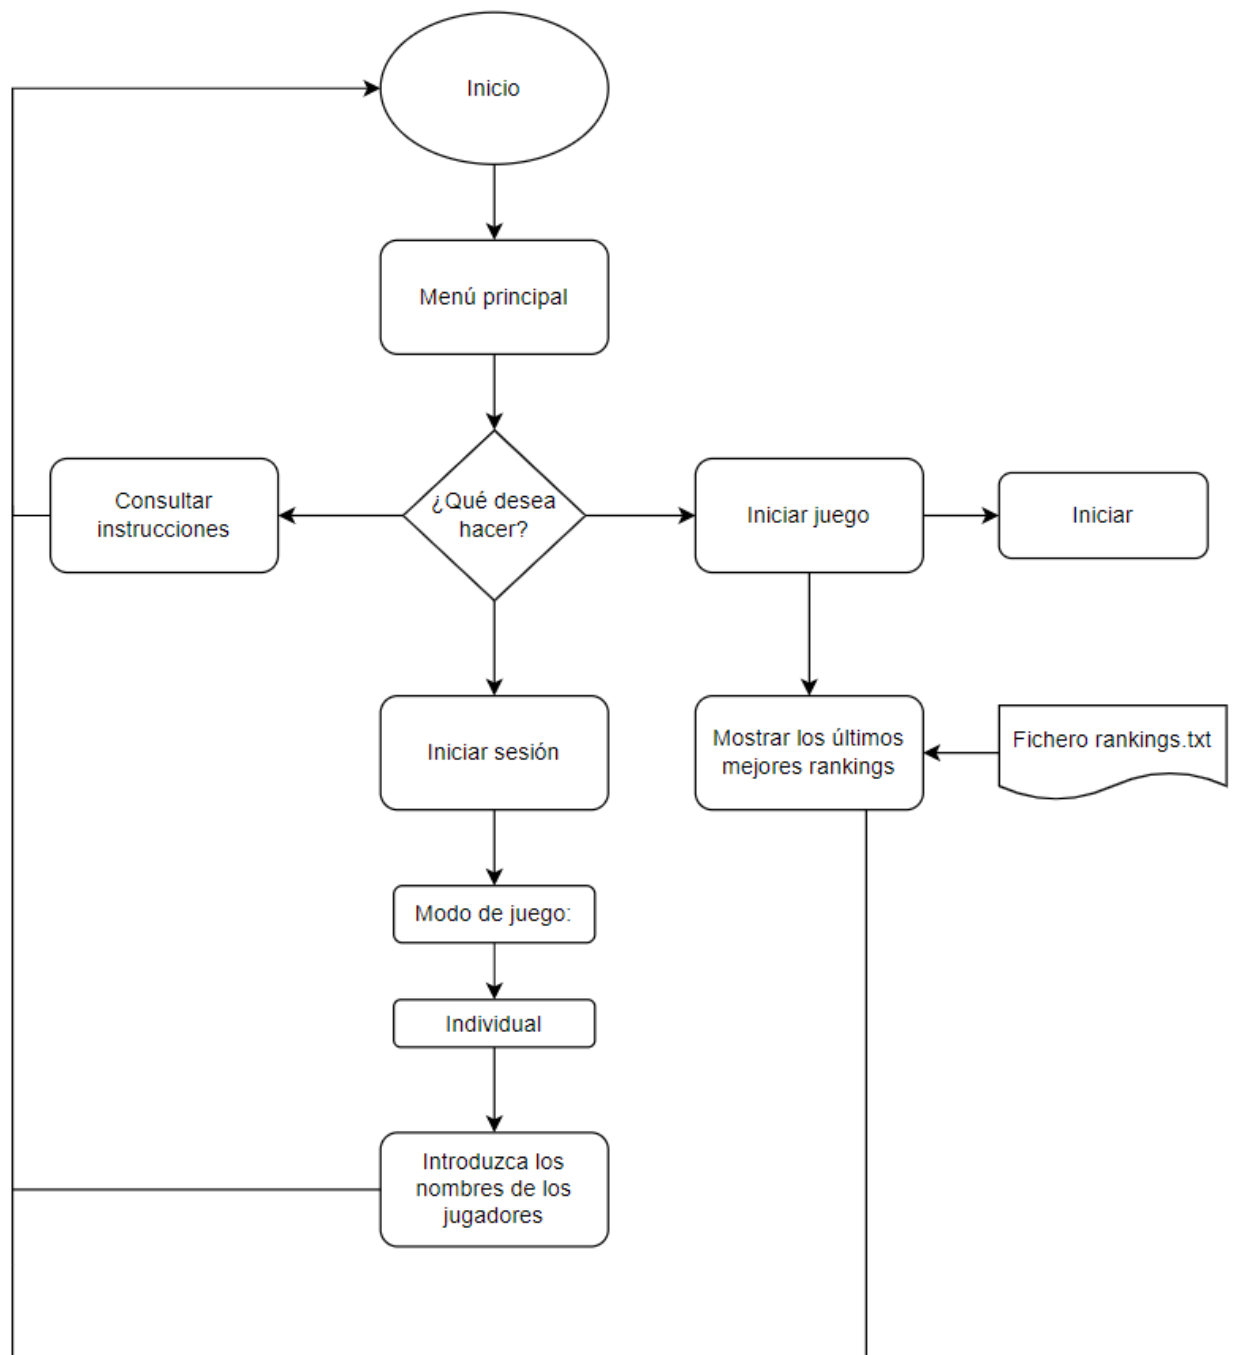 Inicio
Menú principal
¿Qué desea
hacer?
Consultar
instrucciones
Iniciar juego
Iniciar
Iniciar sesión
Mostrar los últimos
mejores rankings
Fichero rankings.txt
Modo de juego:
Individual
Introduzca los
nombres de los
jugadores